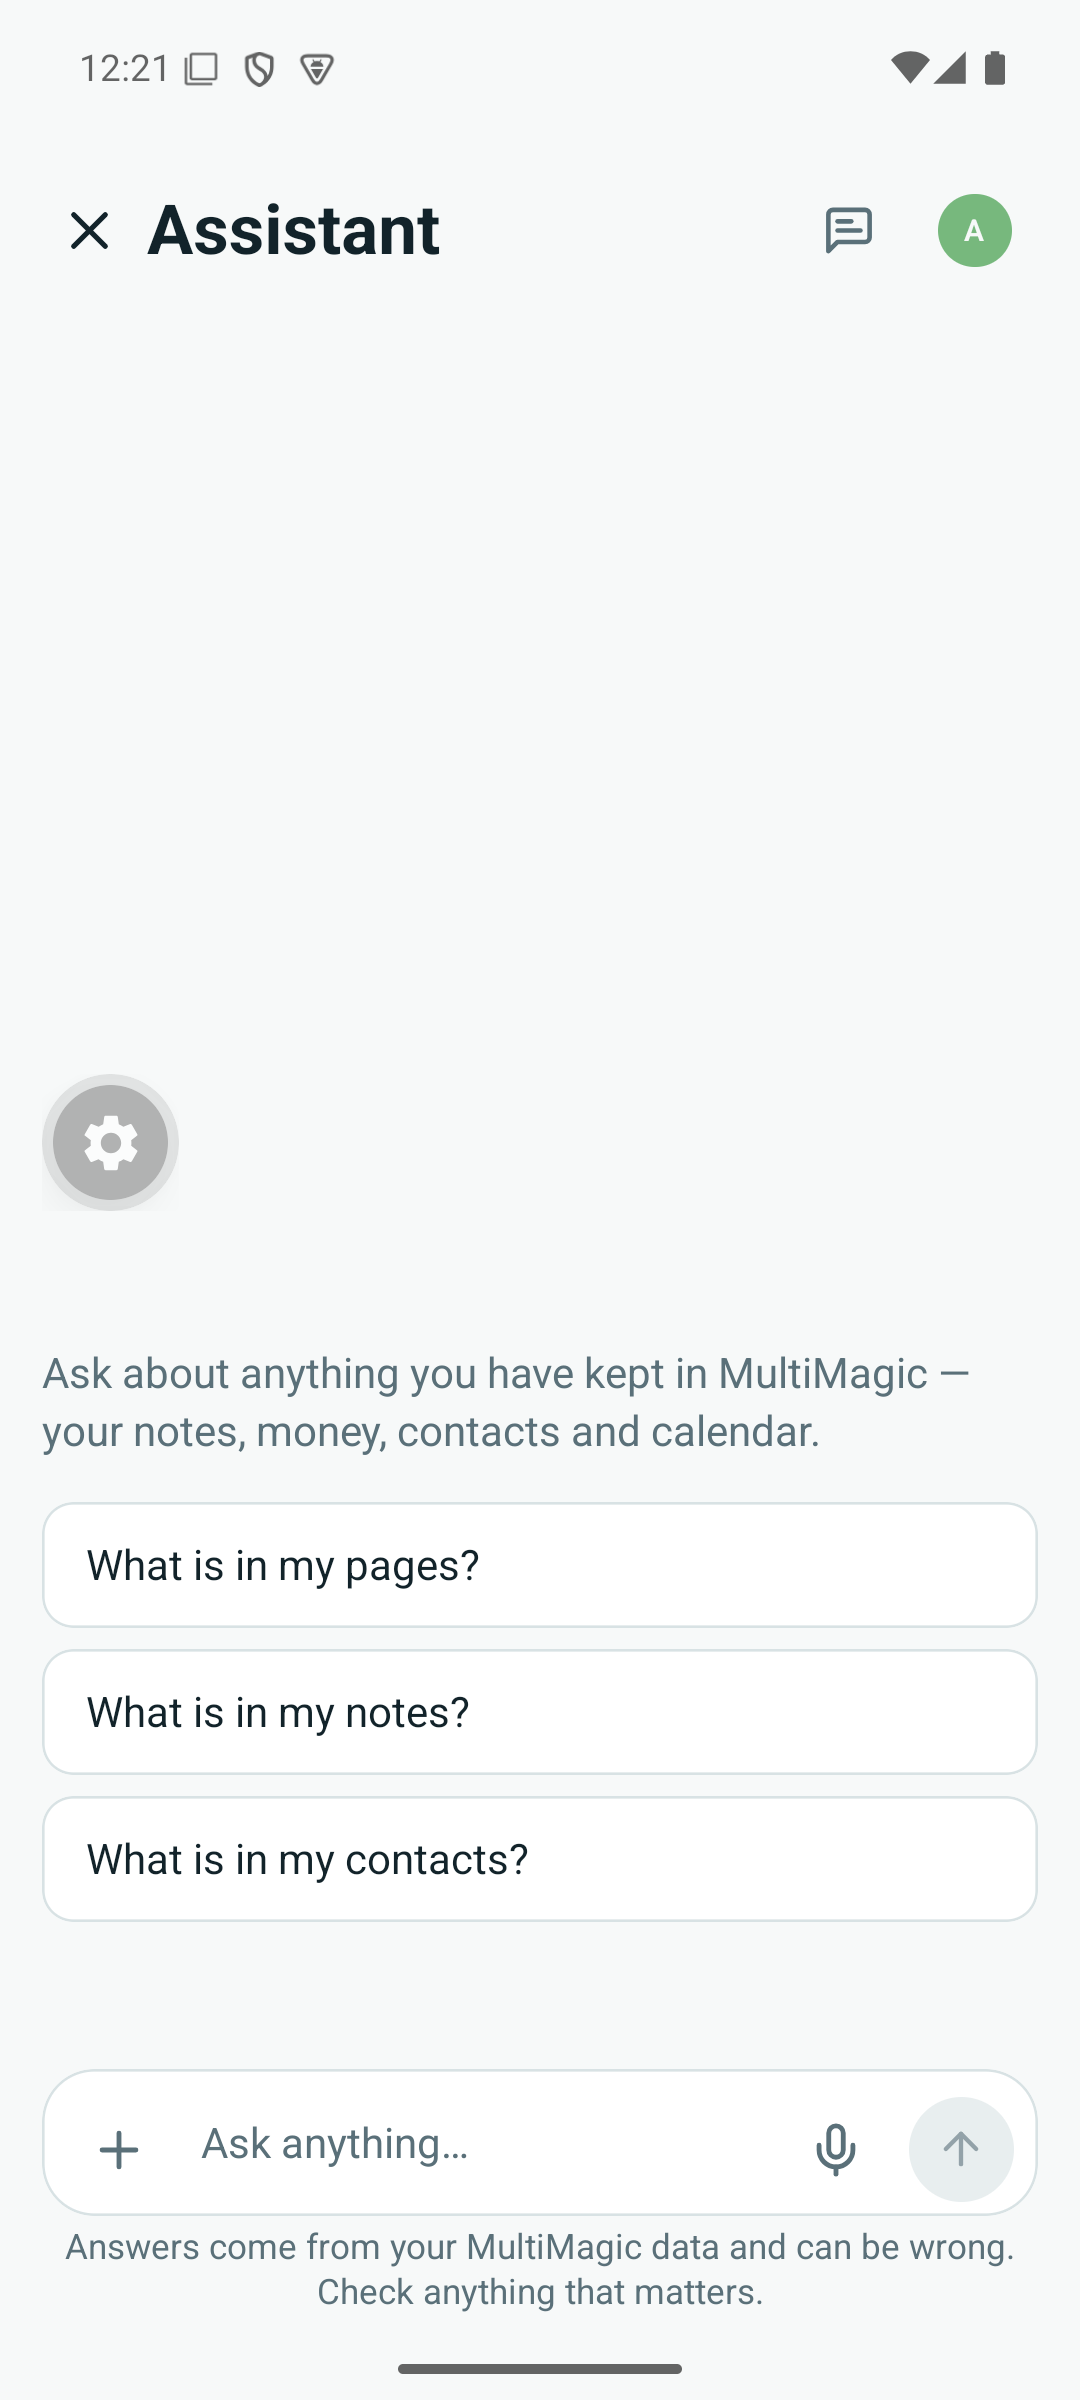 12:21
Assistant
A
Ask about anything you have kept in MultiMagic —
your notes, money, contacts and calendar.
What is in my pages?
What is in my notes?
What is in my contacts?
Ask anything…
Answers come from your MultiMagic data and can be wrong.
Check anything that matters.